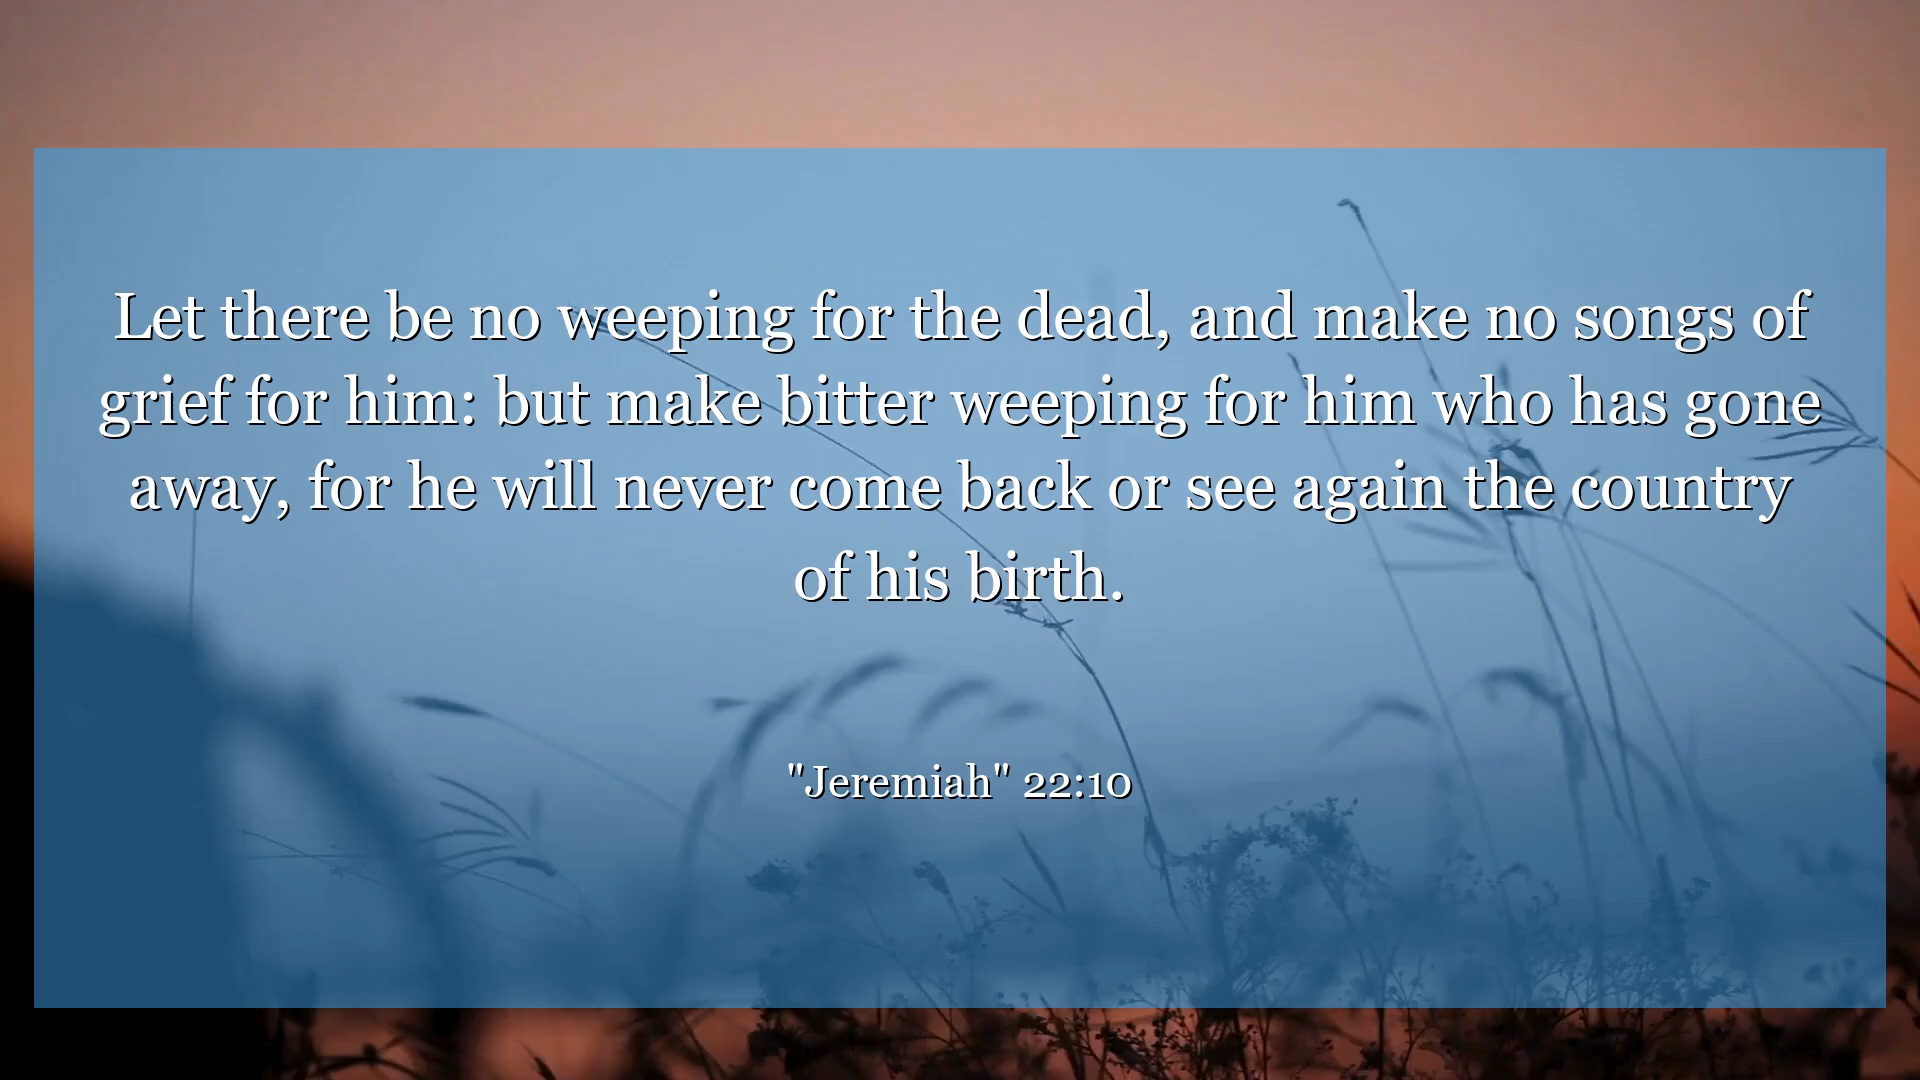 Let there be no weeping for the dead, and make no songs of
grief for him: but make bitter weeping for him who has gone
away, for he will never come back or see again the country
of his birth.
"Jeremiah" 22:10